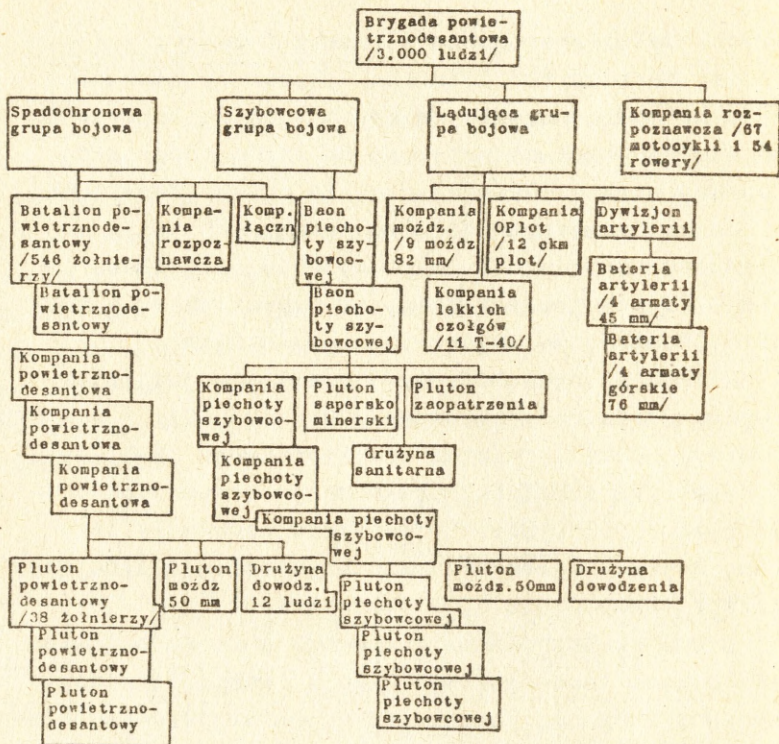 Brygada powie-
trznodesantowa
/3.000 ludzi/
Spadochronowa
grupa bojowa
Szybowcowa
grupa bojowa
Lądująca gru-
pa bojowa
Kompania roz-
poznawcza /67
motocykli i 54
rowery/
Batalion po-
wietrznode-
santowy
/546 żołnie-
rzy/
Batalion po-
wietrznode-
santowy
Kompa-
nia
rozpoz-
nawcza
Komp.
łączn
Baon
piecho-
ty szy-
bowco-
wej
Baon
piecho-
ty szy-
bowcowej
Kompania
moźdz.
/9 moźdz
82 mm/
Kompania
OPlot
/12 ckm
plot/
Dywizjon
artylerii
Kompania
lekkich
czołgów
/11 T-40/
Bateria
artylerii
/4 armaty
45 mm/
Bateria
artylerii
/4 armaty
górskie
76 mm/
Kompania
powietrzno-
desantowa
Kompania
powietrzno-
desantowa
Kompania
powietrzno-
desantowa
Kompania
piechoty
szybowco-
wej
Kompania
piechoty
szybowco-
wej
Kompania piechoty
szybowco-
wej
Pluton
sapersko
minerski
Pluton
zaopatrzenia
drużyna
sanitarna
Pluton
powietrzno-
desantowy
/38 żołnierzy/
Pluton
powietrzno-
desantowy
Pluton
powietrzno-
desantowy
Pluton
moźdz
50 mm
Drużyna
dowodz.
12 ludzi
Pluton
piechoty
szybowcowej
Pluton
piechoty
szybowcowej
Pluton
piechoty
szybowcowej
Pluton
moźdz.50mm
Drużyna
dowodzenia